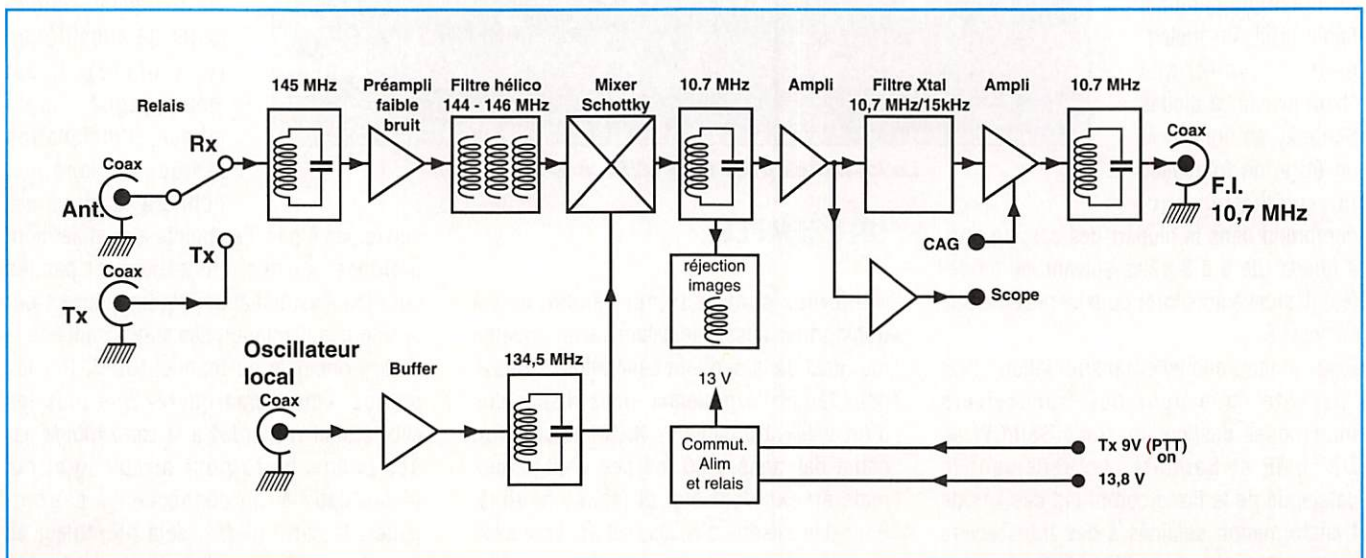 145 MHz
Préampli
faible
bruit
Filtre hélico
144 - 146 MHz
Mixer
Schottky
10.7 MHz
Ampli
Filtre Xtal
10,7 MHz/15kHz
Ampli
10.7 MHz
Relais
Coax
Rx
Ant.
Coax
Tx
Tx
Coax
F.I.
10,7 MHz
CAG
Scope
réjection
images
Oscillateur
local
Coax
Buffer
134,5 MHz
13 V
Commut.
Alim
et relais
Tx 9V (PTT)
on
13,8 V